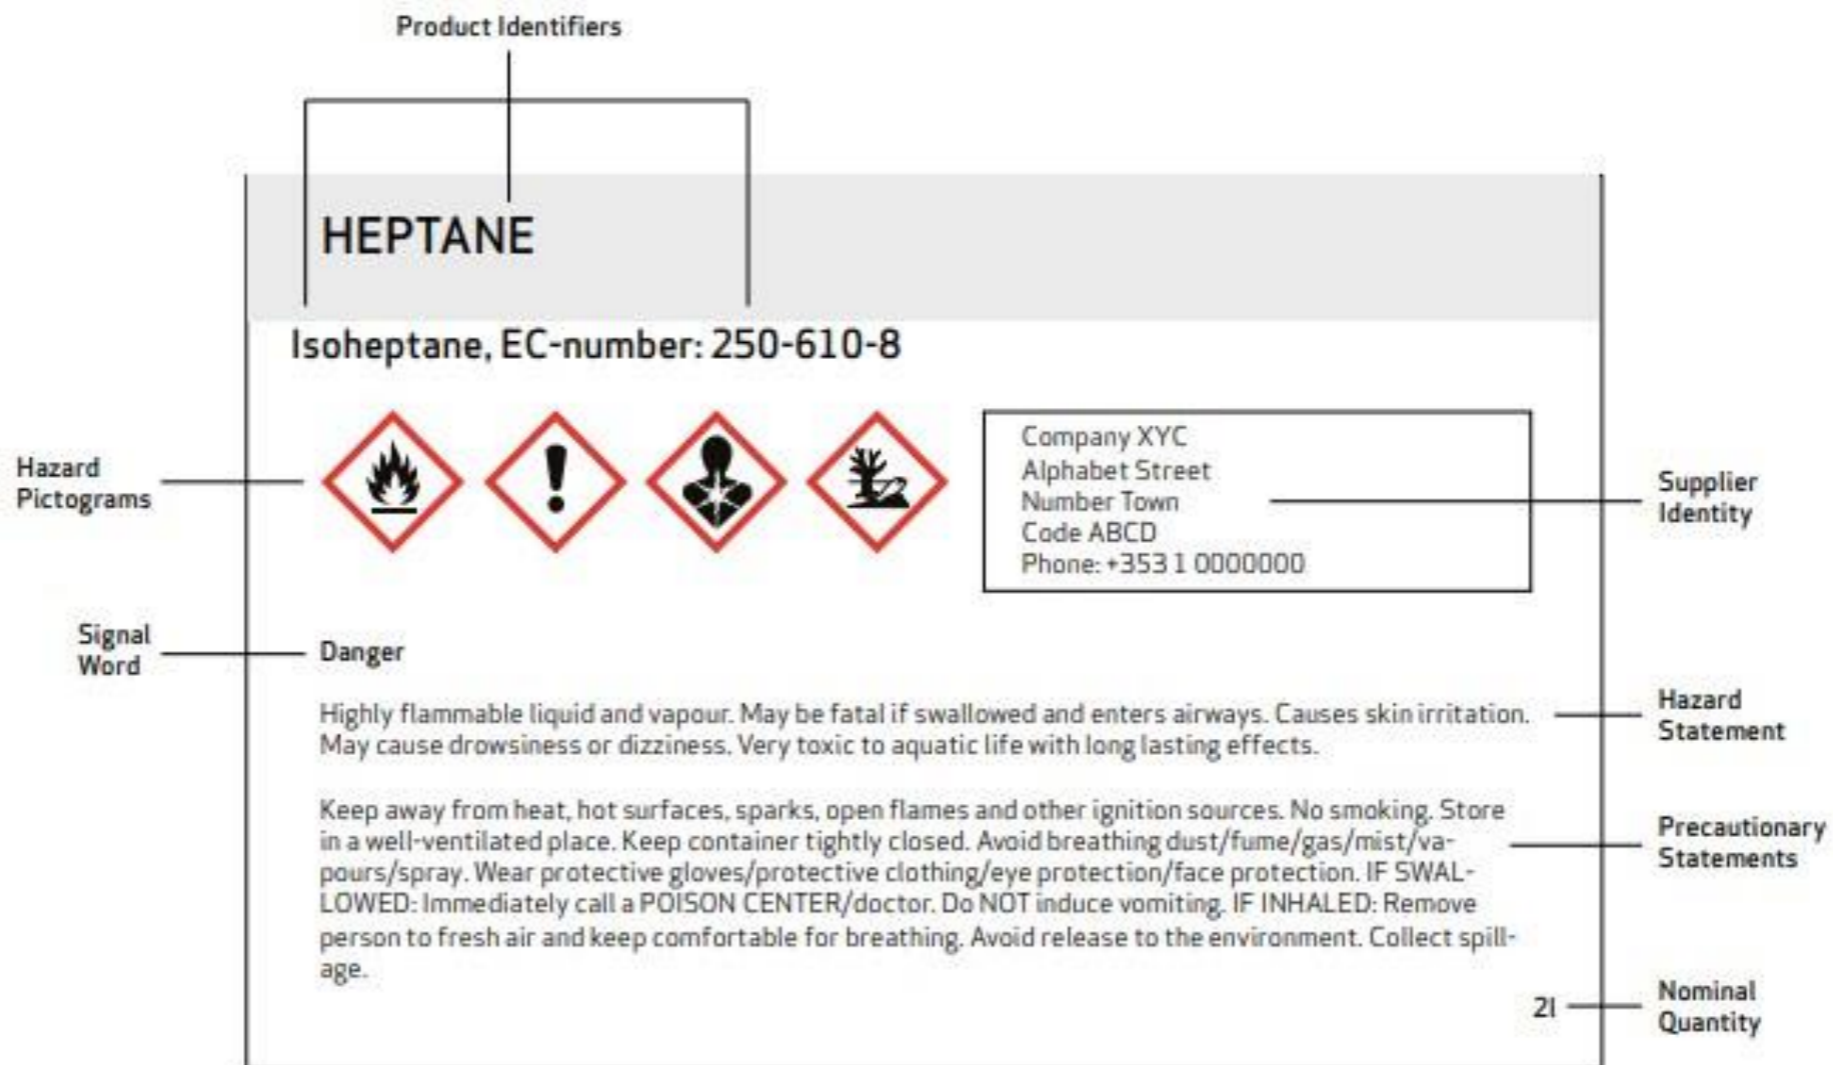 Product Identifiers
HEPTANE
Isoheptane, EC-number: 250-610-8
Hazard
Pictograms
Company XYC
Alphabet Street
Number Town
Code ABCD
Phone: +353 1 0000000
Supplier
Identity
Signal
Word
Danger
Highly flammable liquid and vapour. May be fatal if swallowed and enters airways. Causes skin irritation.
May cause drowsiness or dizziness. Very toxic to aquatic life with long lasting effects.
Hazard
Statement
Keep away from heat, hot surfaces, sparks, open flames and other ignition sources. No smoking. Store
in a well-ventilated place. Keep container tightly closed. Avoid breathing dust/fume/gas/mist/va-
pours/spray. Wear protective gloves/protective clothing/eye protection/face protection. IF SWAL-
LOWED: Immediately call a POISON CENTER/doctor. Do NOT induce vomiting. IF INHALED: Remove
person to fresh air and keep comfortable for breathing. Avoid release to the environment. Collect spill-
age.
Precautionary
Statements
2l
Nominal
Quantity